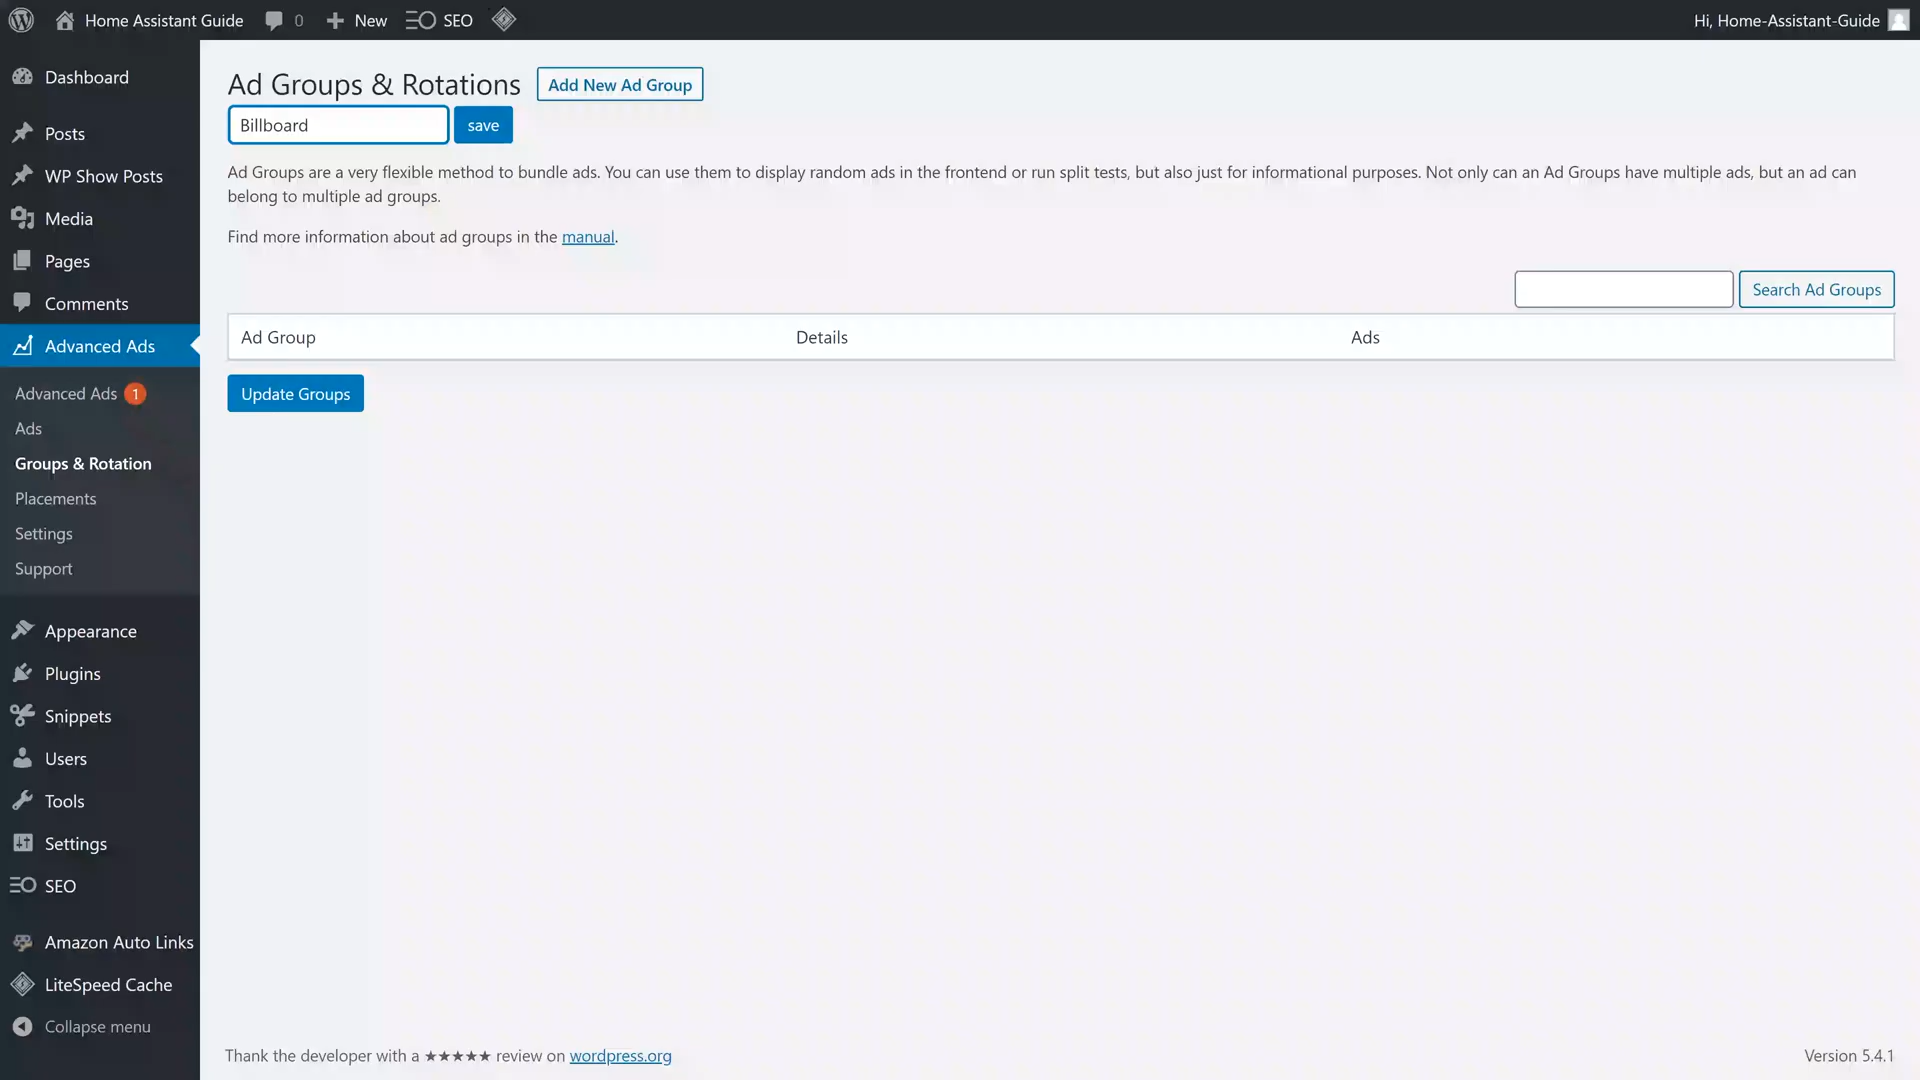 Home Assistant Guide
0
New
SEO
Hi, Home-Assistant-Guide
Dashboard
Posts
WP Show Posts
Media
Pages
Comments
Advanced Ads
Advanced Ads 1
Ads
Groups & Rotation
Placements
Settings
Support
Appearance
Plugins
Snippets
Users
Tools
Settings
SEO
Amazon Auto Links
LiteSpeed Cache
Collapse menu
Ad Groups & Rotations
Add New Ad Group
Billboard
save
Ad Groups are a very flexible method to bundle ads. You can use them to display random ads in the frontend or run split tests, but also just for informational purposes. Not only can an Ad Groups have multiple ads, but an ad can
belong to multiple ad groups.
Find more information about ad groups in the manual.
Search Ad Groups
Ad Group Details Ads
Update Groups
Thank the developer with a ★★★★★ review on wordpress.org
Version 5.4.1